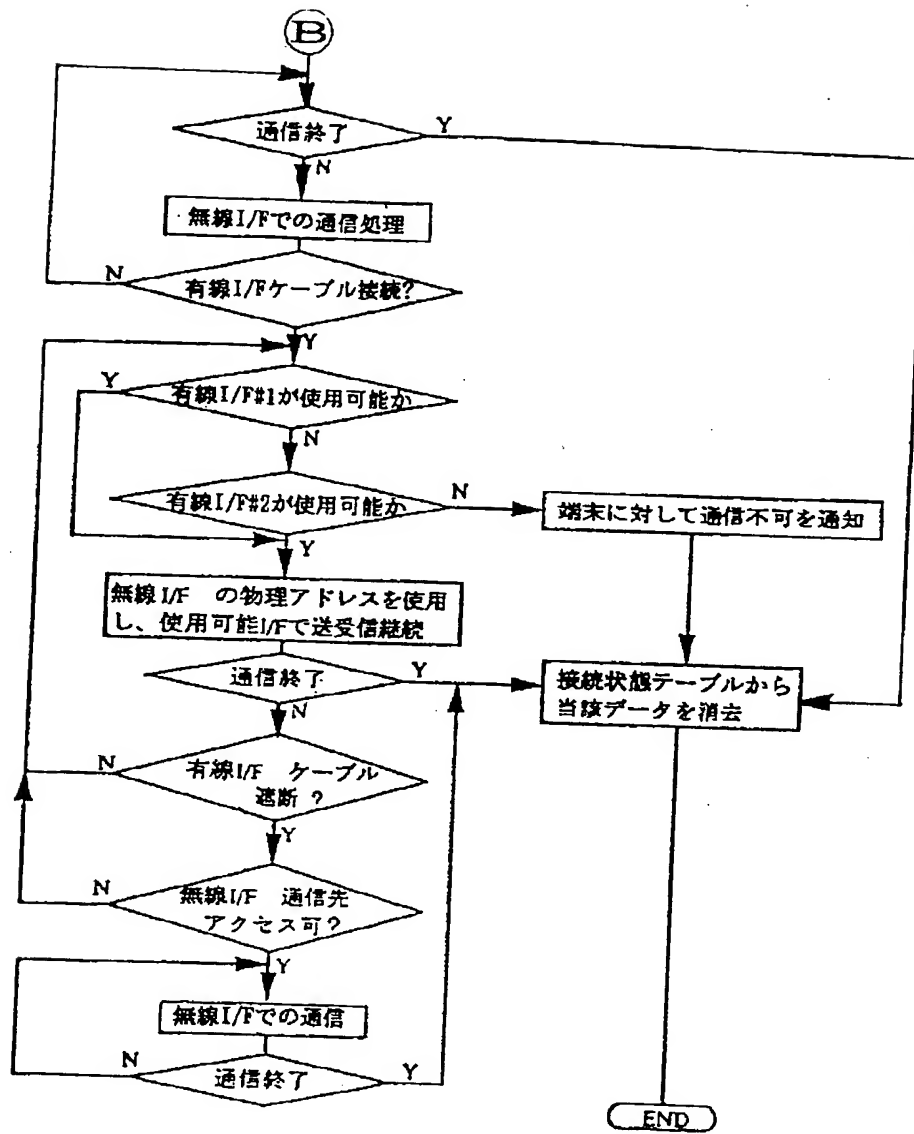 B
通信終了
Y
N
無線I/Fでの通信処理
N
有線I/Fケーブル接続?
Y
Y
有線I/F#1が使用可能か
N
有線I/F#2が使用可能か
N
端末に対して通信不可を通知
Y
無線I/F の物理アドレスを使用
し、使用可能I/Fで送受信継続
通信終了
Y
接続状態テーブルから
当該データを消去
N
N
有線I/F ケーブル
遮断?
Y
N
無線I/F 通信先
アクセス可?
Y
無線I/Fでの通信
N
通信終了
Y
END